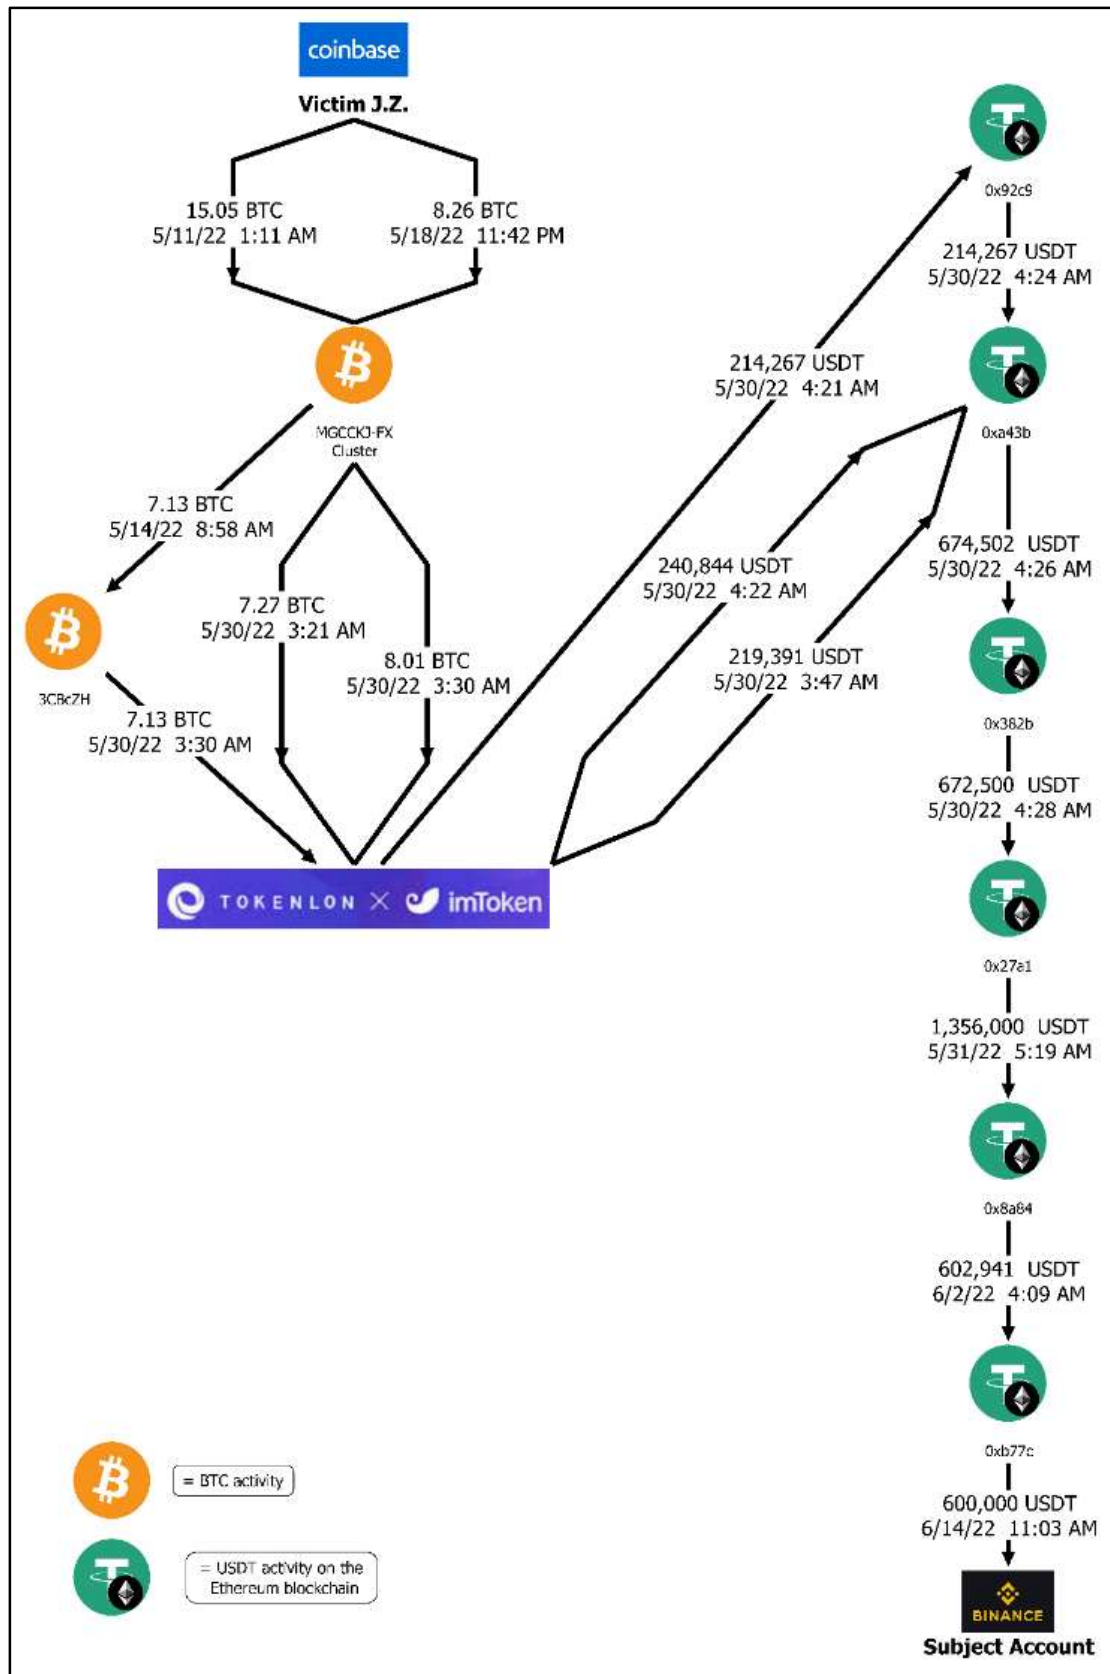 coinbase
Victim J.Z.
15.05 BTC
5/11/22 1:11 AM
8.26 BTC
5/18/22 11:42 PM
MGCCKJ-FX
Cluster
7.13 BTC
5/14/22 8:58 AM
7.27 BTC
5/30/22 3:21 AM
8.01 BTC
5/30/22 3:30 AM
3CBcZH
7.13 BTC
5/30/22 3:30 AM
TOKENLON X imToken
214,267 USDT
5/30/22 4:21 AM
240,844 USDT
5/30/22 4:22 AM
219,391 USDT
5/30/22 3:47 AM
0x92c9
214,267 USDT
5/30/22 4:24 AM
0xa43b
674,502 USDT
5/30/22 4:26 AM
0x382b
672,500 USDT
5/30/22 4:28 AM
0x27a1
1,356,000 USDT
5/31/22 5:19 AM
0x8a84
602,941 USDT
6/2/22 4:09 AM
0xb77c
600,000 USDT
6/14/22 11:03 AM
BINANCE
Subject Account
= BTC activity
= USDT activity on the
Ethereum blockchain